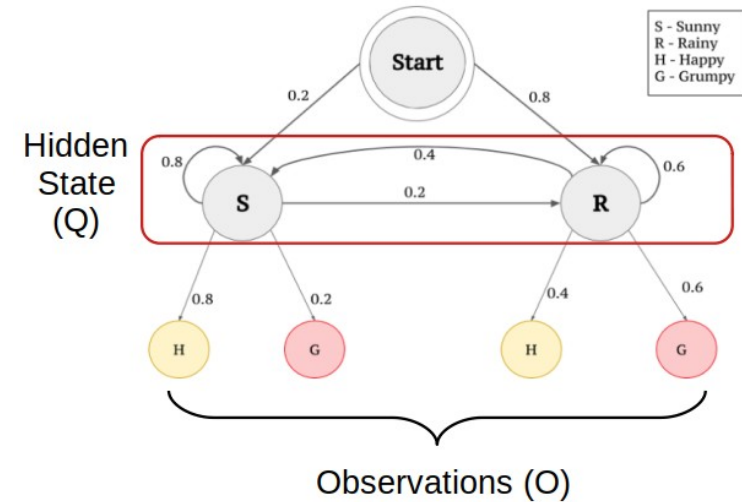 S - Sunny
R - Rainy
H - Happy
G - Grumpy
Start
0.2
0.8
Hidden
State
(Q)
0.8
0.4
0.6
S
0.2
R
0.8
0.2
0.4
0.6
H
G
H
G
Observations (O)